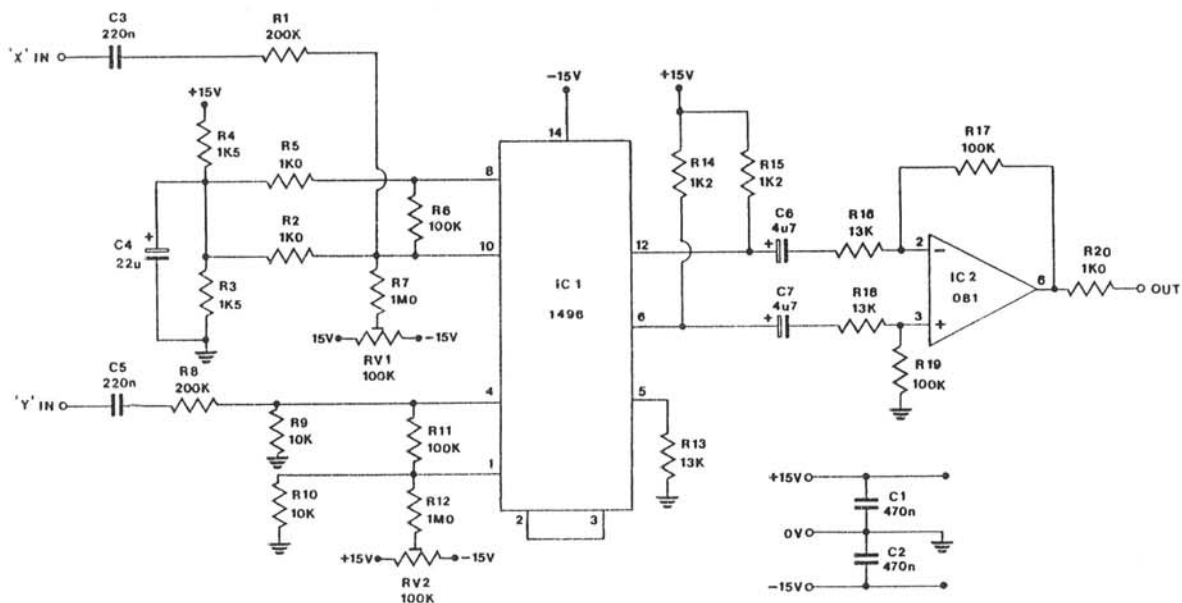 C3
220n
R1
200K
'X' IN
+15V
R4
1K5
R5
1K0
8
R6
100K
R2
1K0
10
C4
+
22u
R3
1K5
R7
1M0
15V
-15V
RV1
100K
C5
220n
R8
200K
'Y' IN
4
R9
10K
R11
100K
1
R10
10K
R12
1M0
+15V
-15V
RV2
100K
-15V
14
IC1
1496
2
3
12
6
5
R13
13K
+15V
R14
1K2
R15
1K2
C6
4u7
+
R16
13K
C7
4u7
+
R18
13K
R17
100K
2
-
IC2
081
3
+
6
R19
100K
R20
1K0
OUT
+15V
C1
470n
0V
C2
470n
-15V